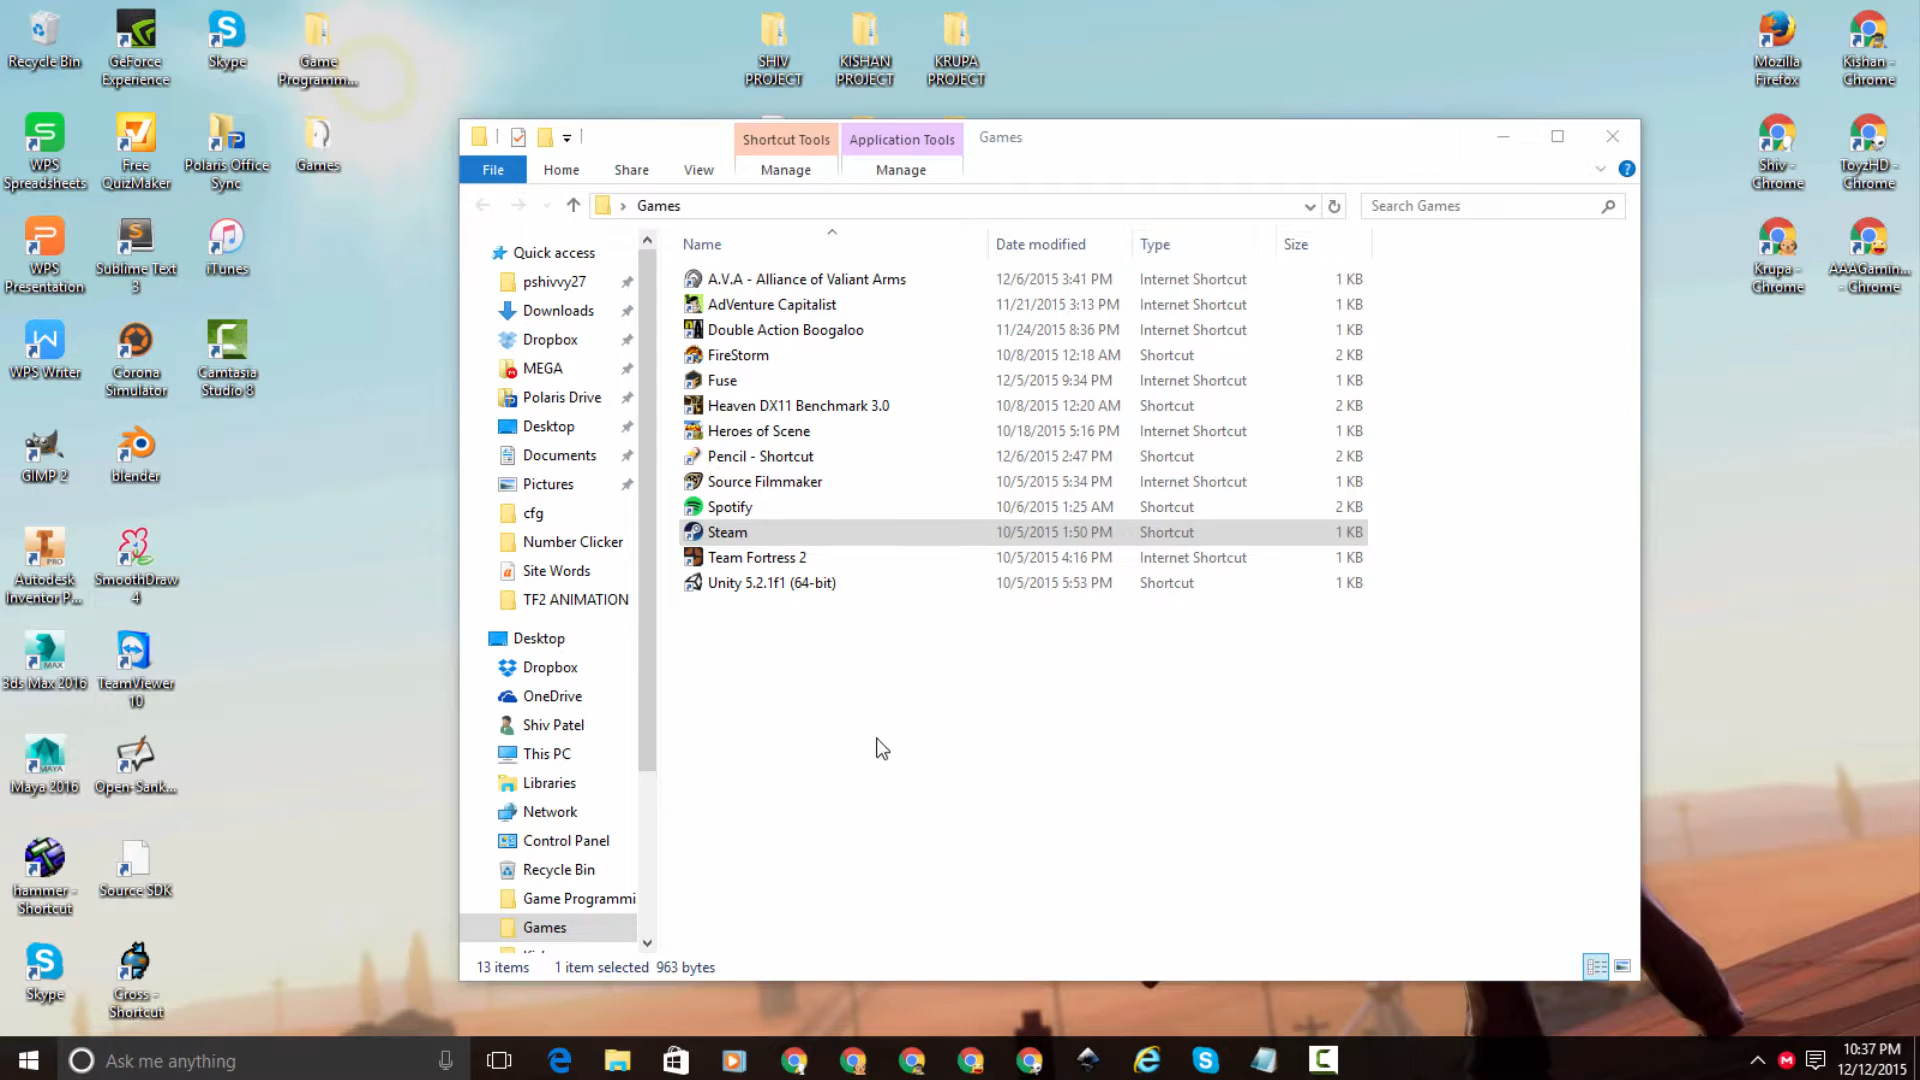 Recycle Bin
GeForce
Experience
Skype
Game
Programm...
SHIV
PROJECT
KISHAN
PROJECT
KRUPA
PROJECT
Mozilla
Firefox
Kishan -
Chrome
WPS
Spreadsheets
Free
QuizMaker
Polaris Office
Sync
Games
Shiv -
Chrome
ToyzHD -
Chrome
WPS
Presentation
Sublime Text
3
iTunes
Krupa -
Chrome
AAAGamin...
- Chrome
WPS Writer
Corona
Simulator
Camtasia
Studio 8
GIMP 2
blender
Autodesk
Inventor P...
SmoothDraw
4
3ds Max 2016
TeamViewer
10
Maya 2016
Open-Sank...
hammer -
Shortcut
Source SDK
Skype
Cross -
Shortcut
Shortcut Tools
Application Tools
Games
File
Home
Share
View
Manage
Manage
Games
Search Games
Quick access
pshivvy27
Downloads
Dropbox
MEGA
Polaris Drive
Desktop
Documents
Pictures
cfg
Number Clicker
Site Words
TF2 ANIMATION
Desktop
Dropbox
OneDrive
Shiv Patel
This PC
Libraries
Network
Control Panel
Recycle Bin
Game Programmi
Games
Name Date modified Type Size
A.V.A - Alliance of Valiant Arms 12/6/2015 3:41 PM Internet Shortcut 1 KB
AdVenture Capitalist 11/21/2015 3:13 PM Internet Shortcut 1 KB
Double Action Boogaloo 11/24/2015 8:36 PM Internet Shortcut 1 KB
FireStorm 10/8/2015 12:18 AM Shortcut 2 KB
Fuse 12/5/2015 9:34 PM Internet Shortcut 1 KB
Heaven DX11 Benchmark 3.0 10/8/2015 12:20 AM Shortcut 2 KB
Heroes of Scene 10/18/2015 5:16 PM Internet Shortcut 1 KB
Pencil - Shortcut 12/6/2015 2:47 PM Shortcut 2 KB
Source Filmmaker 10/5/2015 5:34 PM Internet Shortcut 1 KB
Spotify 10/6/2015 1:25 AM Shortcut 2 KB
Steam 10/5/2015 1:50 PM Shortcut 1 KB
Team Fortress 2 10/5/2015 4:16 PM Internet Shortcut 1 KB
Unity 5.2.1f1 (64-bit) 10/5/2015 5:53 PM Shortcut 1 KB
13 items 1 item selected 963 bytes
Ask me anything
10:37 PM
12/12/2015